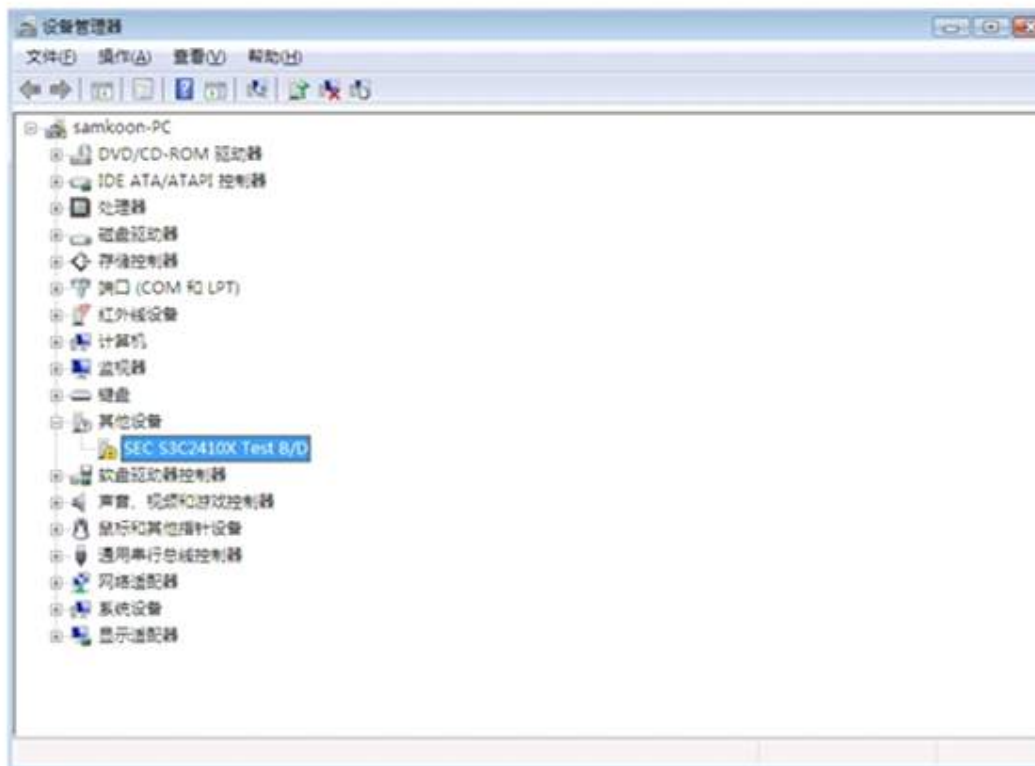 设备管理器
文件(F) 操作(A) 查看(V) 帮助(H)
samkoon-PC
DVD/CD-ROM 驱动器
IDE ATA/ATAPI 控制器
处理器
磁盘驱动器
存储控制器
端口 (COM 和 LPT)
红外线设备
计算机
监视器
键盘
其他设备
SEC S3C2410X Test B/D
软盘驱动器控制器
声音、视频和游戏控制器
鼠标和其他指针设备
通用串行总线控制器
网络适配器
系统设备
显示适配器